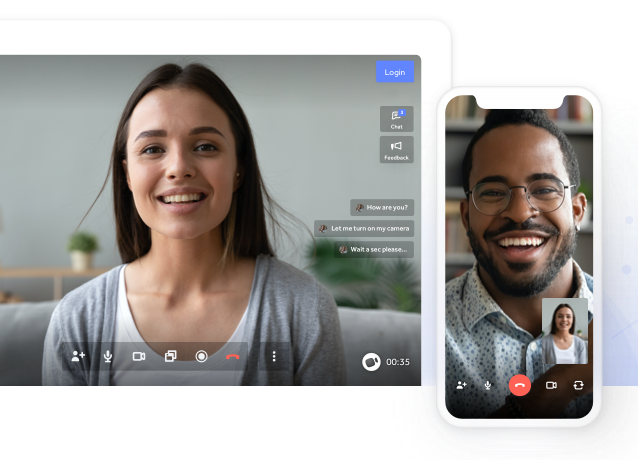 Login
Chat
Feedback
How are you?
Let me turn on my camera
Wait a sec please...
00:35